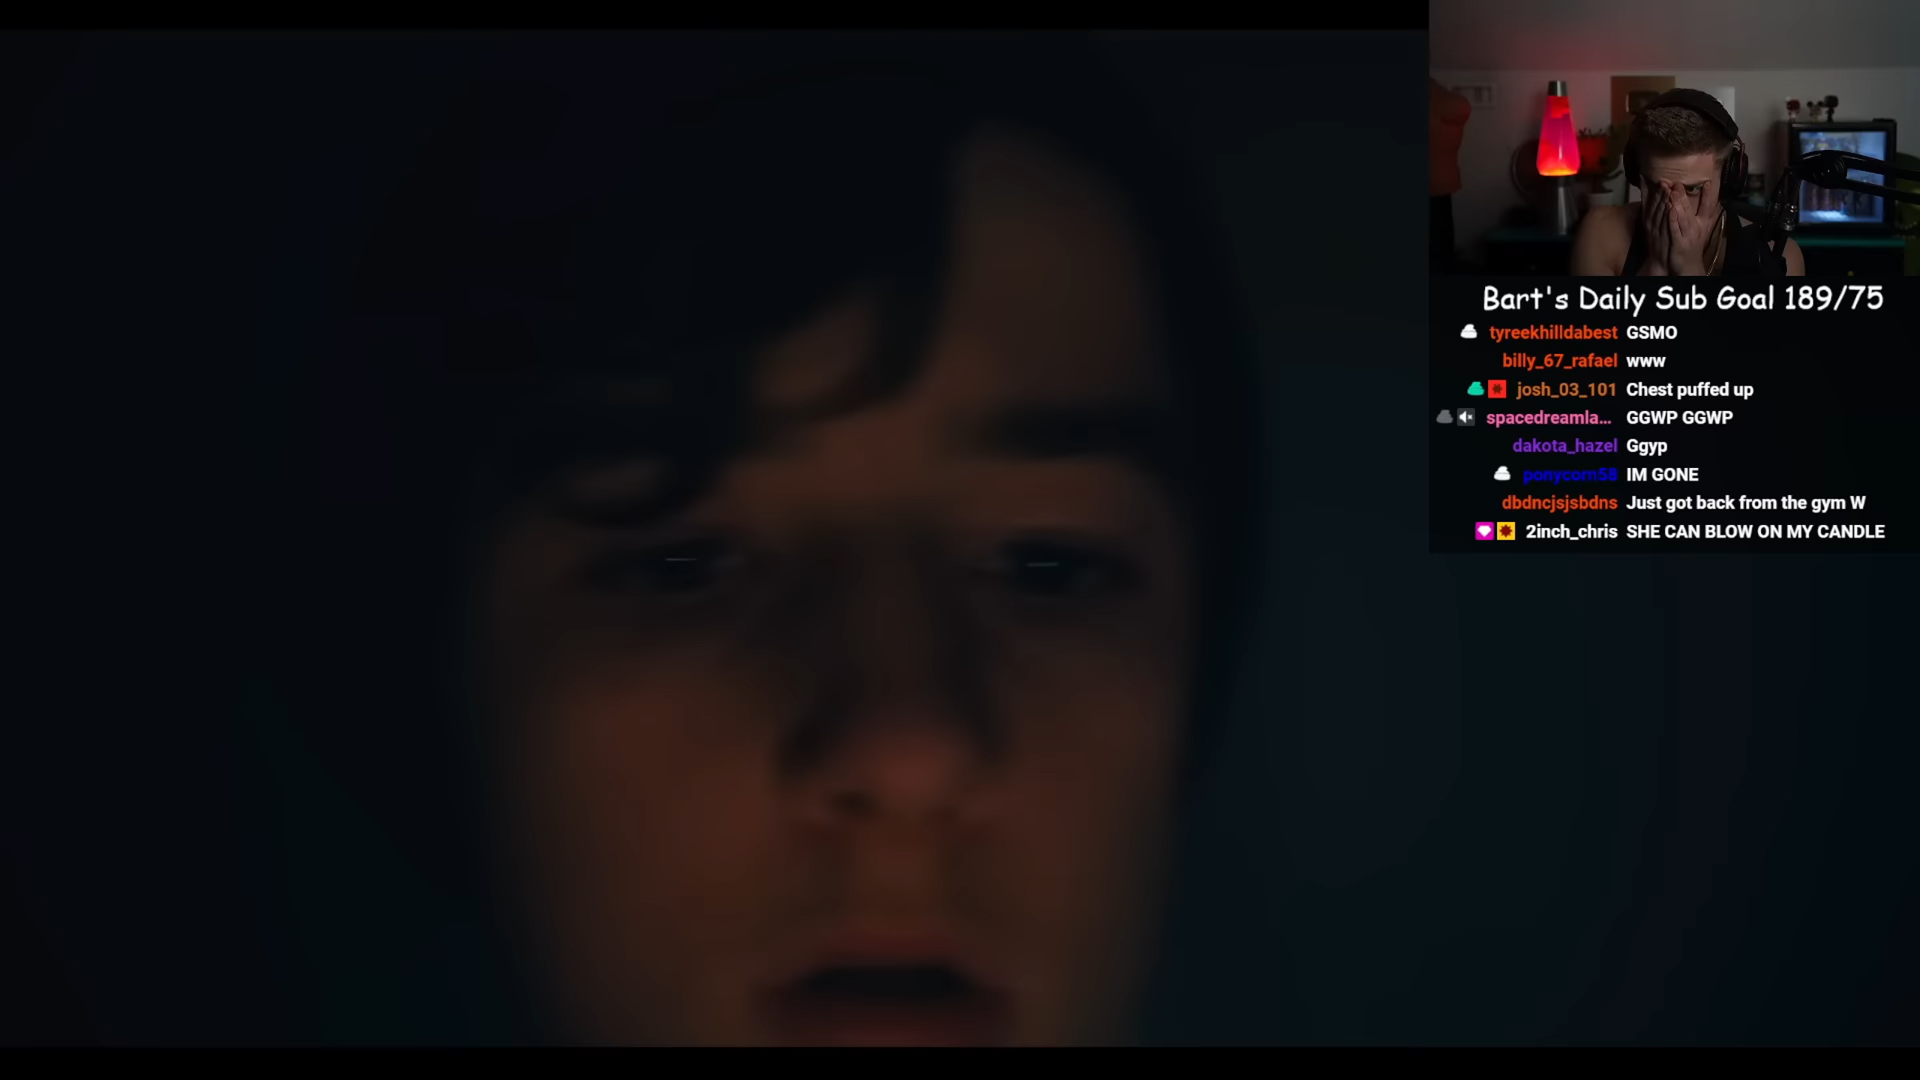 Bart's Daily Sub Goal 189/75
tyreekhilldabest GSMO
billy_67_rafael www
josh_03_101 Chest puffed up
spacedreamla... GGWP GGWP
dakota_hazel Ggyp
ponycorn58 IM GONE
dbdncjsjsbdns Just got back from the gym W
2inch_chris SHE CAN BLOW ON MY CANDLE